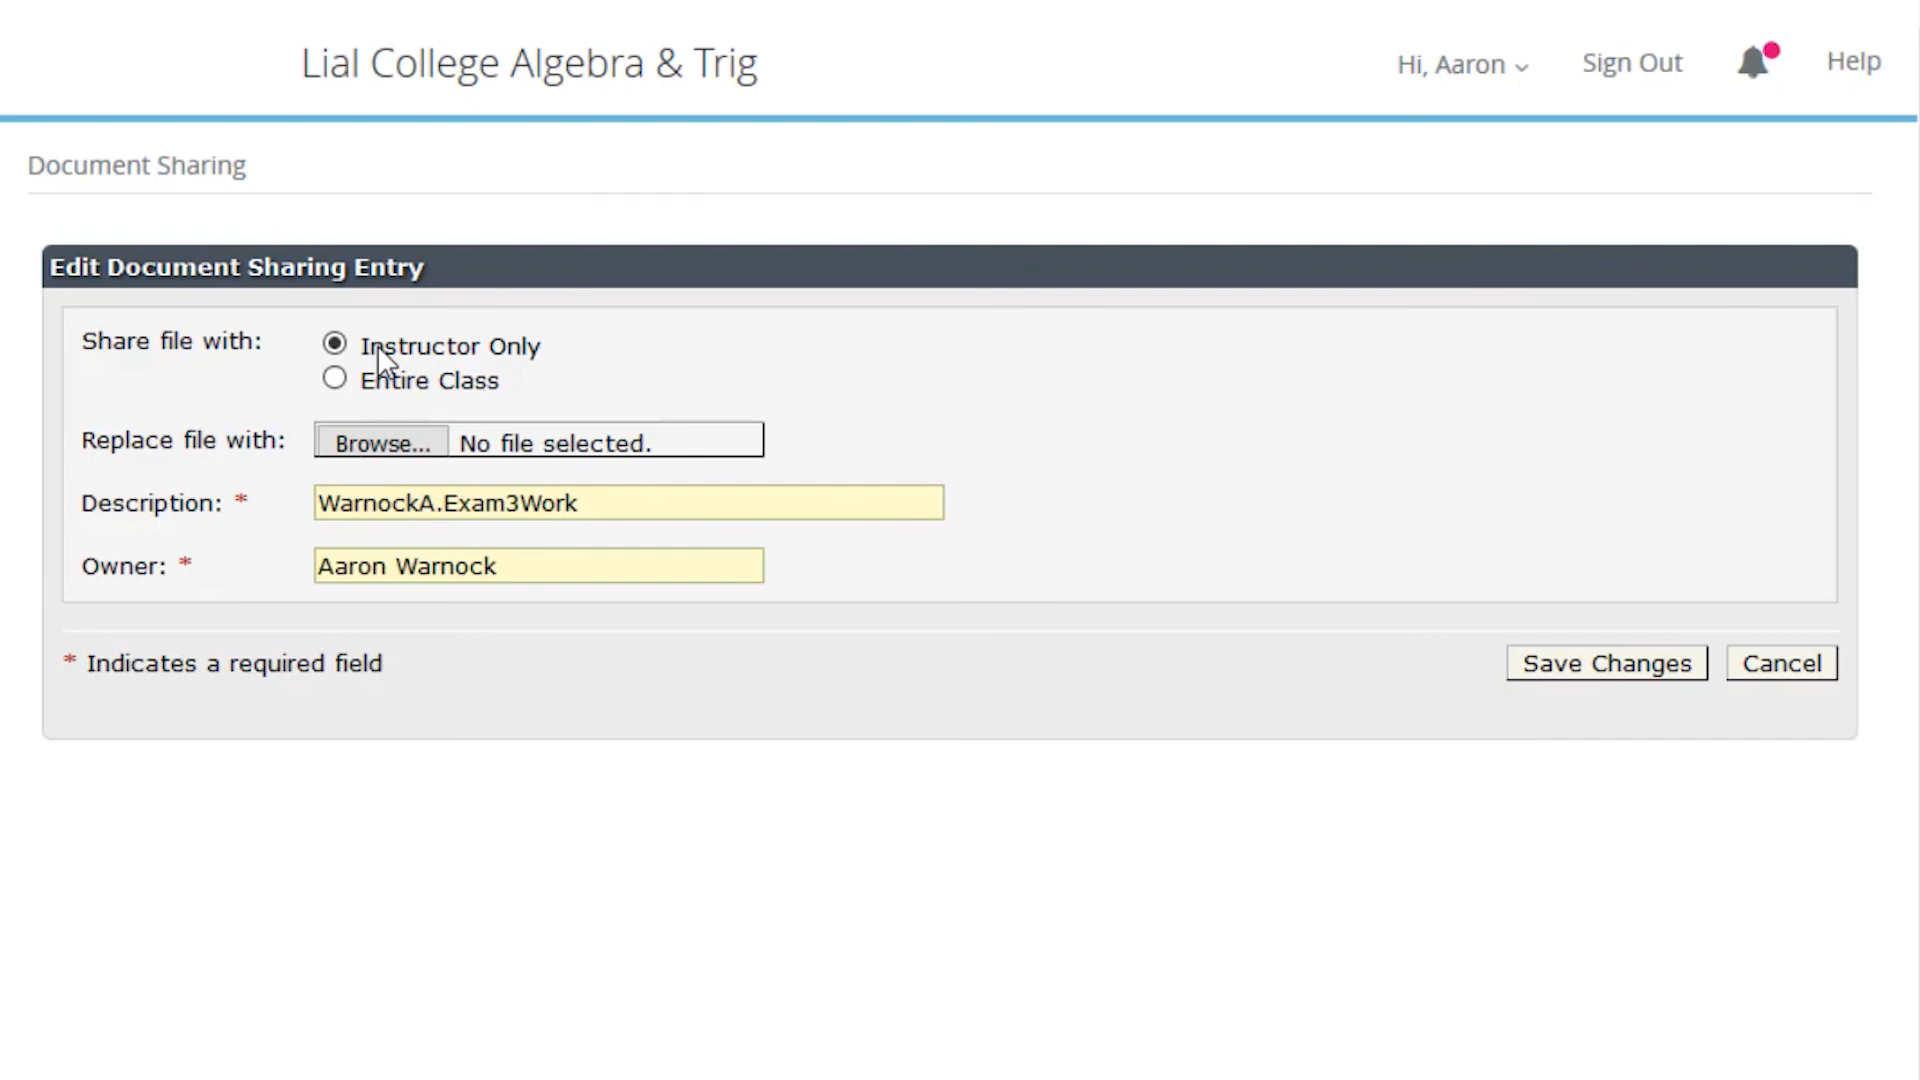 Lial College Algebra & Trig
Hi, Aaron
Sign Out
Help
Document Sharing
Edit Document Sharing Entry
Share file with:
Instructor Only
Entire Class
Replace file with:
Browse... No file selected.
Description: *
WarnockA.Exam3Work
Owner: *
Aaron Warnock
* Indicates a required field
Save Changes
Cancel